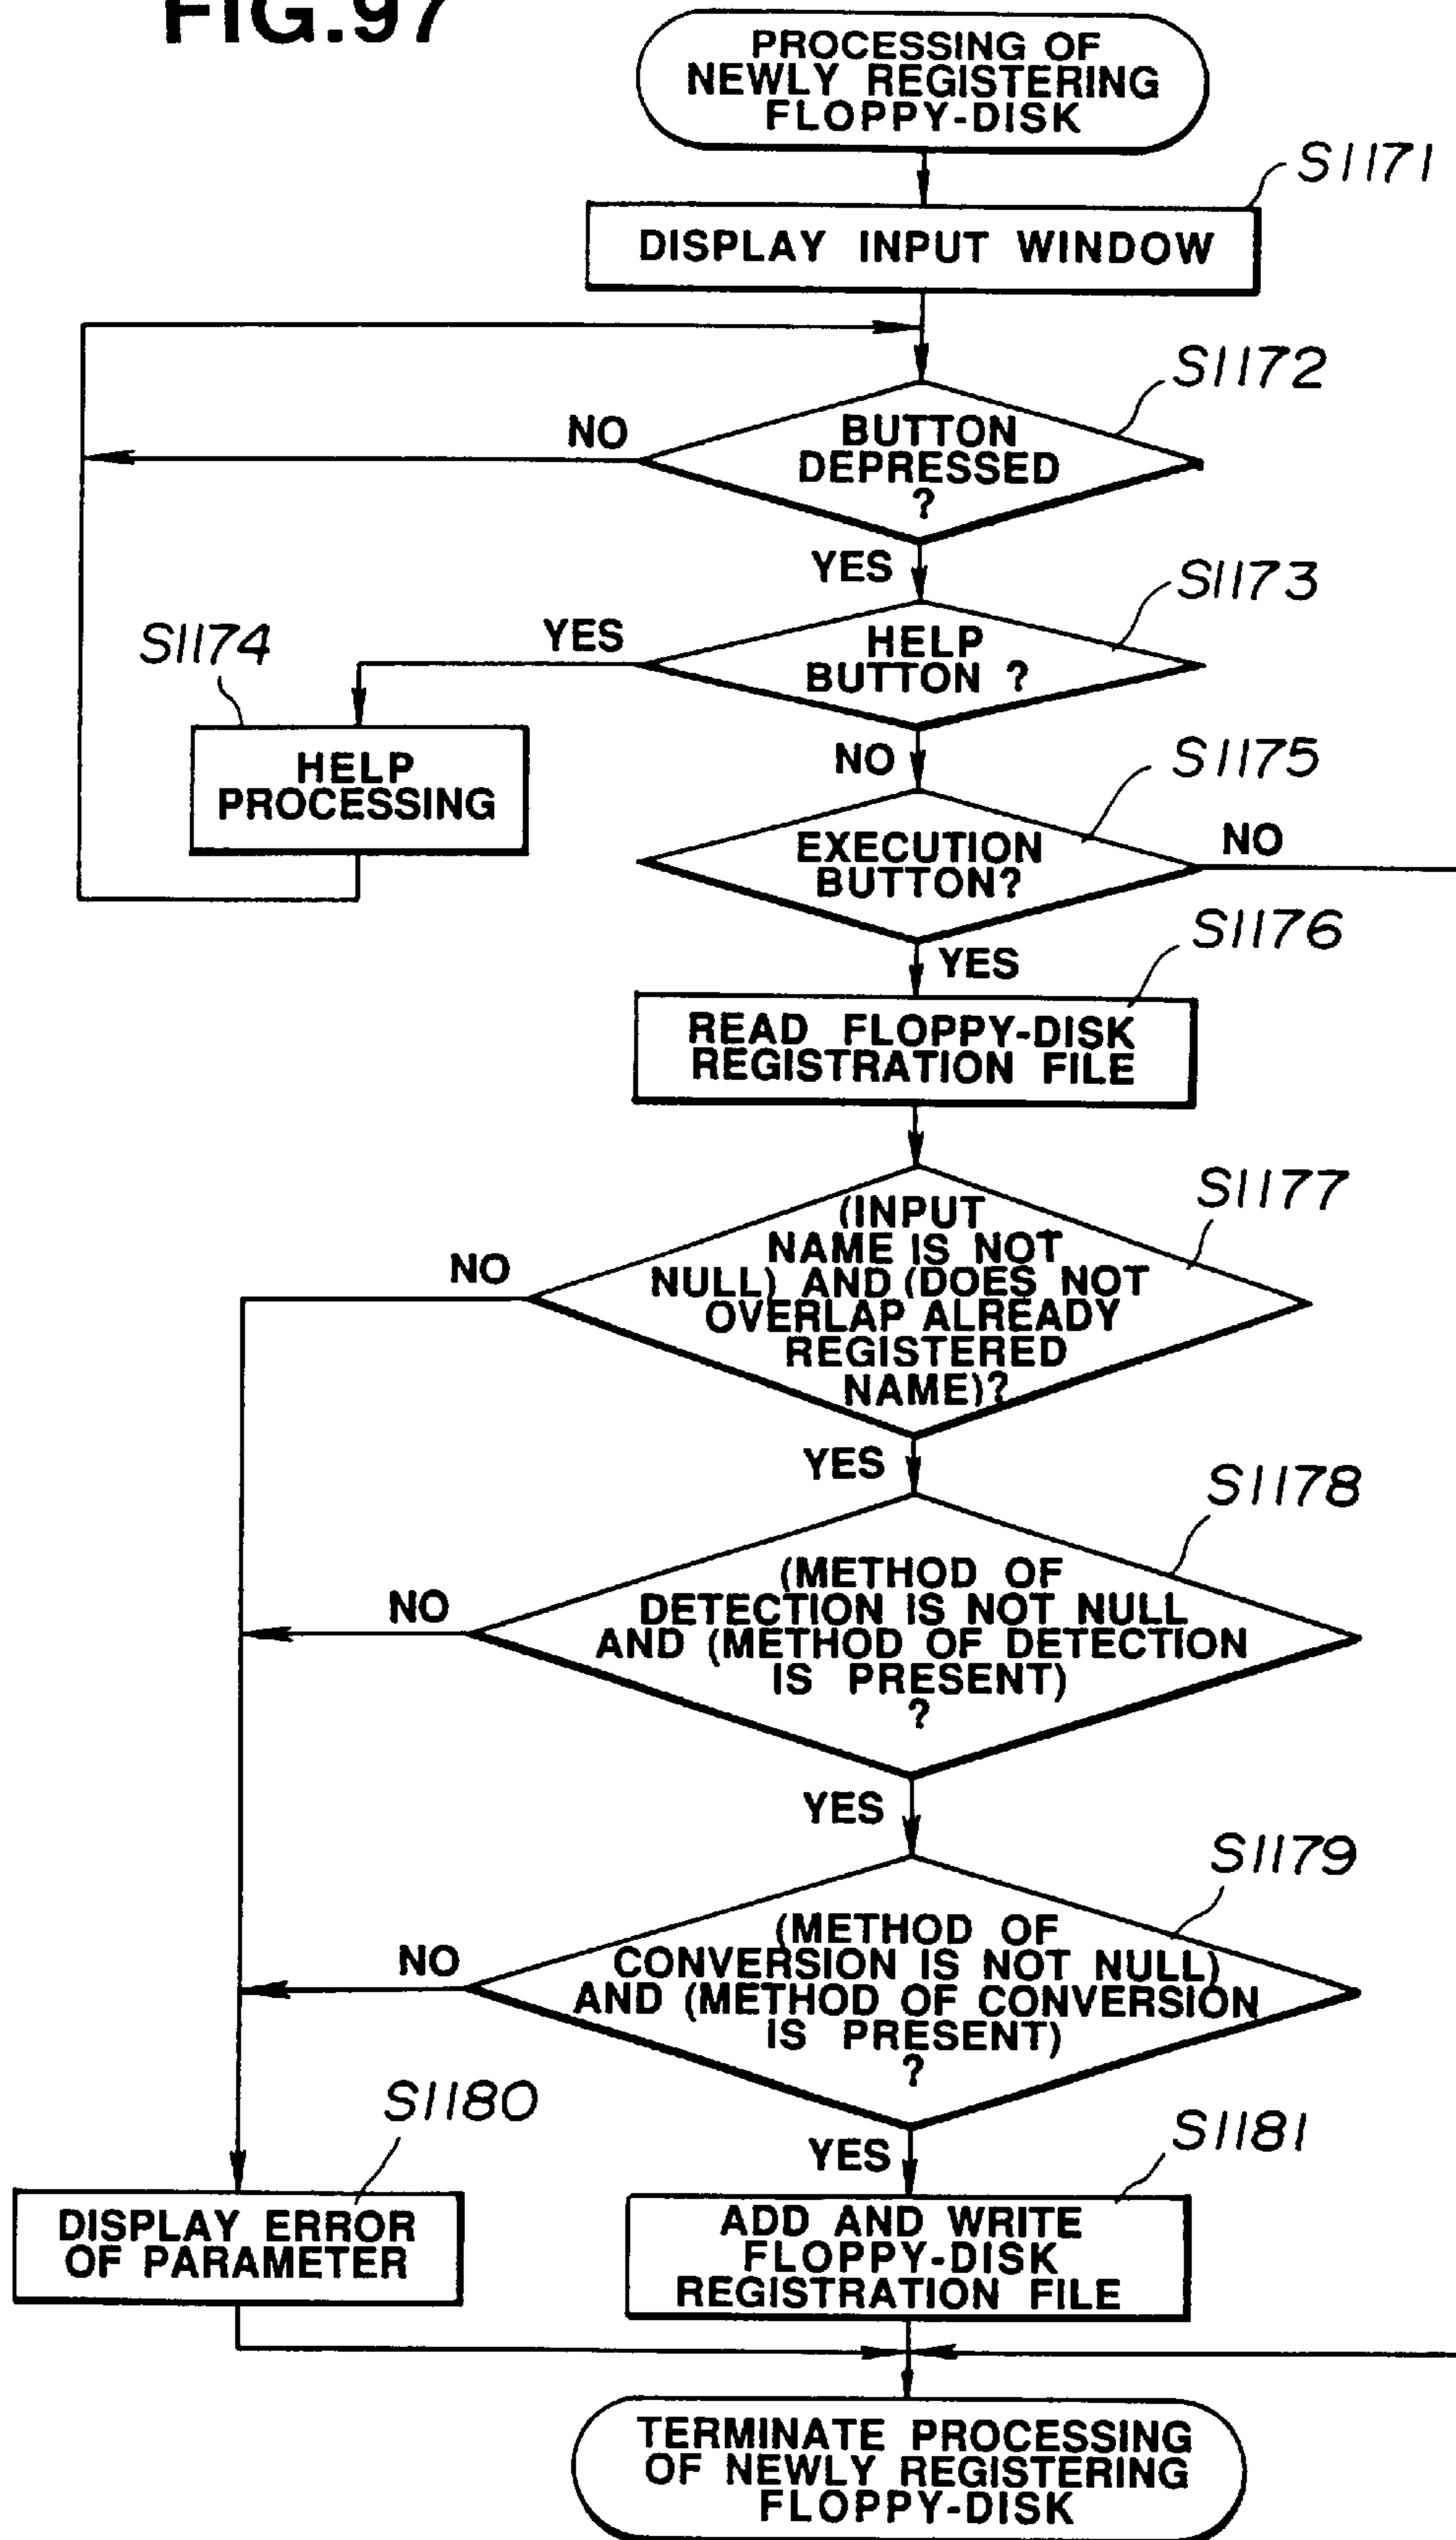 FIG.97
PROCESSING OF
NEWLY REGISTERING
FLOPPY-DISK
S1171
DISPLAY INPUT WINDOW
S1172
NO
BUTTON
DEPRESSED
?
YES
S1173
S1174
YES
HELP
BUTTON ?
HELP
PROCESSING
NO
S1175
EXECUTION
BUTTON?
NO
S1176
YES
READ FLOPPY-DISK
REGISTRATION FILE
S1177
NO
(INPUT
NAME IS NOT
NULL) AND (DOES NOT
OVERLAP ALREADY
REGISTERED
NAME)?
YES
S1178
NO
(METHOD OF
DETECTION IS NOT NULL
AND (METHOD OF DETECTION
IS PRESENT)
?
YES
S1179
NO
(METHOD OF
CONVERSION IS NOT NULL)
AND (METHOD OF CONVERSION
IS PRESENT)
?
S1180
YES
S1181
DISPLAY ERROR
OF PARAMETER
ADD AND WRITE
FLOPPY-DISK
REGISTRATION FILE
TERMINATE PROCESSING
OF NEWLY REGISTERING
FLOPPY-DISK